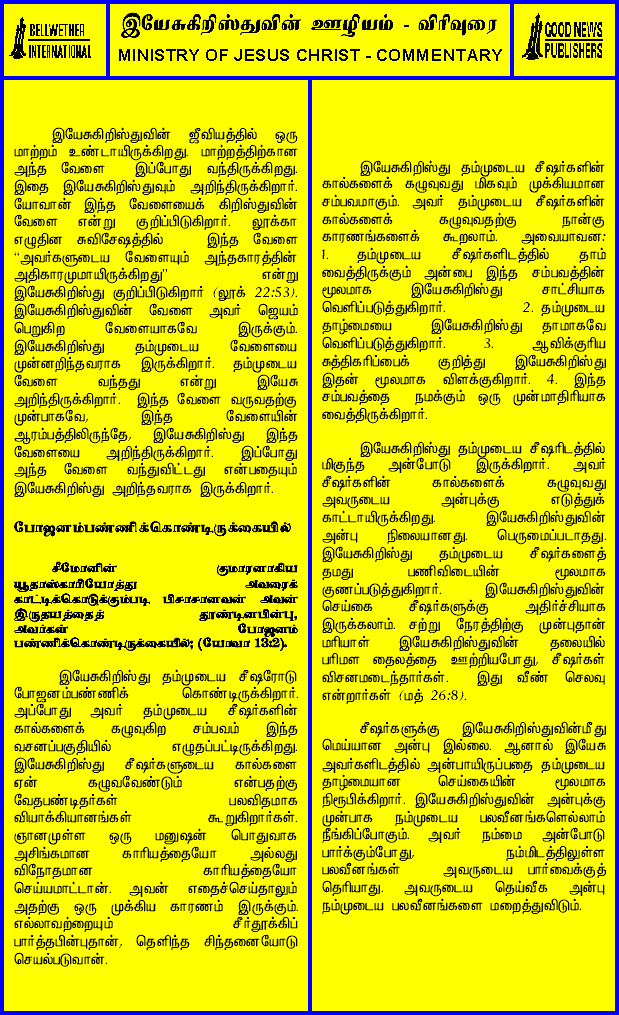 BELLWETHER
INTERNATIONAL
இயேசுகிறிஸ்துவின் ஊழியம் - விரிவுரை
MINISTRY OF JESUS CHRIST - COMMENTARY
GOOD NEWS
PUBLISHERS
இயேசுகிறிஸ்துவின் ஜீவியத்தில் ஒரு
மாற்றம் உண்டாயிருக்கிறது. மாற்றத்திற்கான
அந்த வேளை இப்போது வந்திருக்கிறது.
இதை இயேசுகிறிஸ்துவும் அறிந்திருக்கிறார்.
யோவான் இந்த வேளையைக் கிறிஸ்துவின்
வேளை என்று குறிப்பிடுகிறார். லூக்கா
எழுதின சுவிசேஷத்தில் இந்த வேளை
“அவர்களுடைய வேளையும் அந்தகாரத்தின்
அதிகாரமுமாயிருக்கிறது” என்று
இயேசுகிறிஸ்து குறிப்பிடுகிறார் (லூக் 22:53).
இயேசுகிறிஸ்துவின் வேளை அவர் ஜெயம்
பெறுகிற வேளையாகவே இருக்கும்.
இயேசுகிறிஸ்து தம்முடைய வேளையை
முன்னறிந்தவராக இருக்கிறார். தம்முடைய
வேளை வந்தது என்று இயேசு
அறிந்திருக்கிறார். இந்த வேளை வருவதற்கு
முன்பாகவே, இந்த வேளையின்
ஆரம்பத்திலிருந்தே, இயேசுகிறிஸ்து இந்த
வேளையை அறிந்திருக்கிறார். இப்போது
அந்த வேளை வந்துவிட்டது என்பதையும்
இயேசுகிறிஸ்து அறிந்தவராக இருக்கிறார்.
போஜனம்பண்ணிக்கொண்டிருக்கையில்
சீமோனின் குமாரனாகிய
யூதாஸ்காரியோத்து அவரைக்
காட்டிக்கொடுக்கும்படி பிசாசானவன் அவன்
இருதயத்தைத் தூண்டினபின்பு,
அவர்கள் போஜனம்
பண்ணிக்கொண்டிருக்கையில்; (யோவா 13:2).
இயேசுகிறிஸ்து தம்முடைய சீஷரோடு
போஜனம்பண்ணிக் கொண்டிருக்கிறார்.
அப்போது அவர் தம்முடைய சீஷர்களின்
கால்களைக் கழுவுகிற சம்பவம் இந்த
வசனப்பகுதியில் எழுதப்பட்டிருக்கிறது.
இயேசுகிறிஸ்து சீஷர்களுடைய கால்களை
ஏன் கழுவவேண்டும் என்பதற்கு
வேதபண்டிதர்கள் பலவிதமாக
வியாக்கியானங்கள் கூறுகிறார்கள்.
ஞானமுள்ள ஒரு மனுஷன் பொதுவாக
அசிங்கமான காரியத்தையோ அல்லது
விநோதமான காரியத்தையோ
செய்யமாட்டான். அவன் எதைச்செய்தாலும்
அதற்கு ஒரு முக்கிய காரணம் இருக்கும்.
எல்லாவற்றையும் சீர்தூக்கிப்
பார்த்தபின்புதான், தெளிந்த சிந்தனையோடு
செயல்படுவான்.
இயேசுகிறிஸ்து தம்முடைய சீஷர்களின்
கால்களைக் கழுவுவது மிகவும் முக்கியமான
சம்பவமாகும். அவர் தம்முடைய சீஷர்களின்
கால்களைக் கழுவுவதற்கு நான்கு
காரணங்களைக் கூறலாம். அவையாவன:
1. தம்முடைய சீஷர்களிடத்தில் தாம்
வைத்திருக்கும் அன்பை இந்த சம்பவத்தின்
மூலமாக இயேசுகிறிஸ்து சாட்சியாக
வெளிப்படுத்துகிறார். 2. தம்முடைய
தாழ்மையை இயேசுகிறிஸ்து தாமாகவே
வெளிப்படுத்துகிறார். 3. ஆவிக்குரிய
சுத்திகரிப்பைக் குறித்து இயேசுகிறிஸ்து
இதன் மூலமாக விளக்குகிறார். 4. இந்த
சம்பவத்தை நமக்கும் ஒரு முன்மாதிரியாக
வைத்திருக்கிறார்.
இயேசுகிறிஸ்து தம்முடைய சீஷரிடத்தில்
மிகுந்த அன்போடு இருக்கிறார். அவர்
சீஷர்களின் கால்களைக் கழுவுவது
அவருடைய அன்புக்கு எடுத்துக்
காட்டாயிருக்கிறது. இயேசுகிறிஸ்துவின்
அன்பு நிலையானது. பெருமைப்படாதது.
இயேசுகிறிஸ்து தம்முடைய சீஷர்களைத்
தமது பணிவிடையின் மூலமாக
குணப்படுத்துகிறார். இயேசுகிறிஸ்துவின்
செய்கை சீஷர்களுக்கு அதிர்ச்சியாக
இருக்கலாம். சற்று நேரத்திற்கு முன்புதான்
மரியாள் இயேசுகிறிஸ்துவின் தலையில்
பரிமள தைலத்தை ஊற்றியபோது, சீஷர்கள்
விசனமடைந்தார்கள். இது வீண் செலவு
என்றார்கள் (மத் 26:8).
சீஷர்களுக்கு இயேசுகிறிஸ்துவின்மீது
மெய்யான அன்பு இல்லை. ஆனால் இயேசு
அவர்களிடத்தில் அன்பாயிருப்பதை தம்முடைய
தாழ்மையான செய்கையின் மூலமாக
நிரூபிக்கிறார். இயேசுகிறிஸ்துவின் அன்புக்கு
முன்பாக நம்முடைய பலவீனங்களெல்லாம்
நீங்கிப்போகும். அவர் நம்மை அன்போடு
பார்க்கும்போது, நம்மிடத்திலுள்ள
பலவீனங்கள் அவருடைய பார்வைக்குத்
தெரியாது. அவருடைய தெய்வீக அன்பு
நம்முடைய பலவீனங்களை மறைத்துவிடும்.